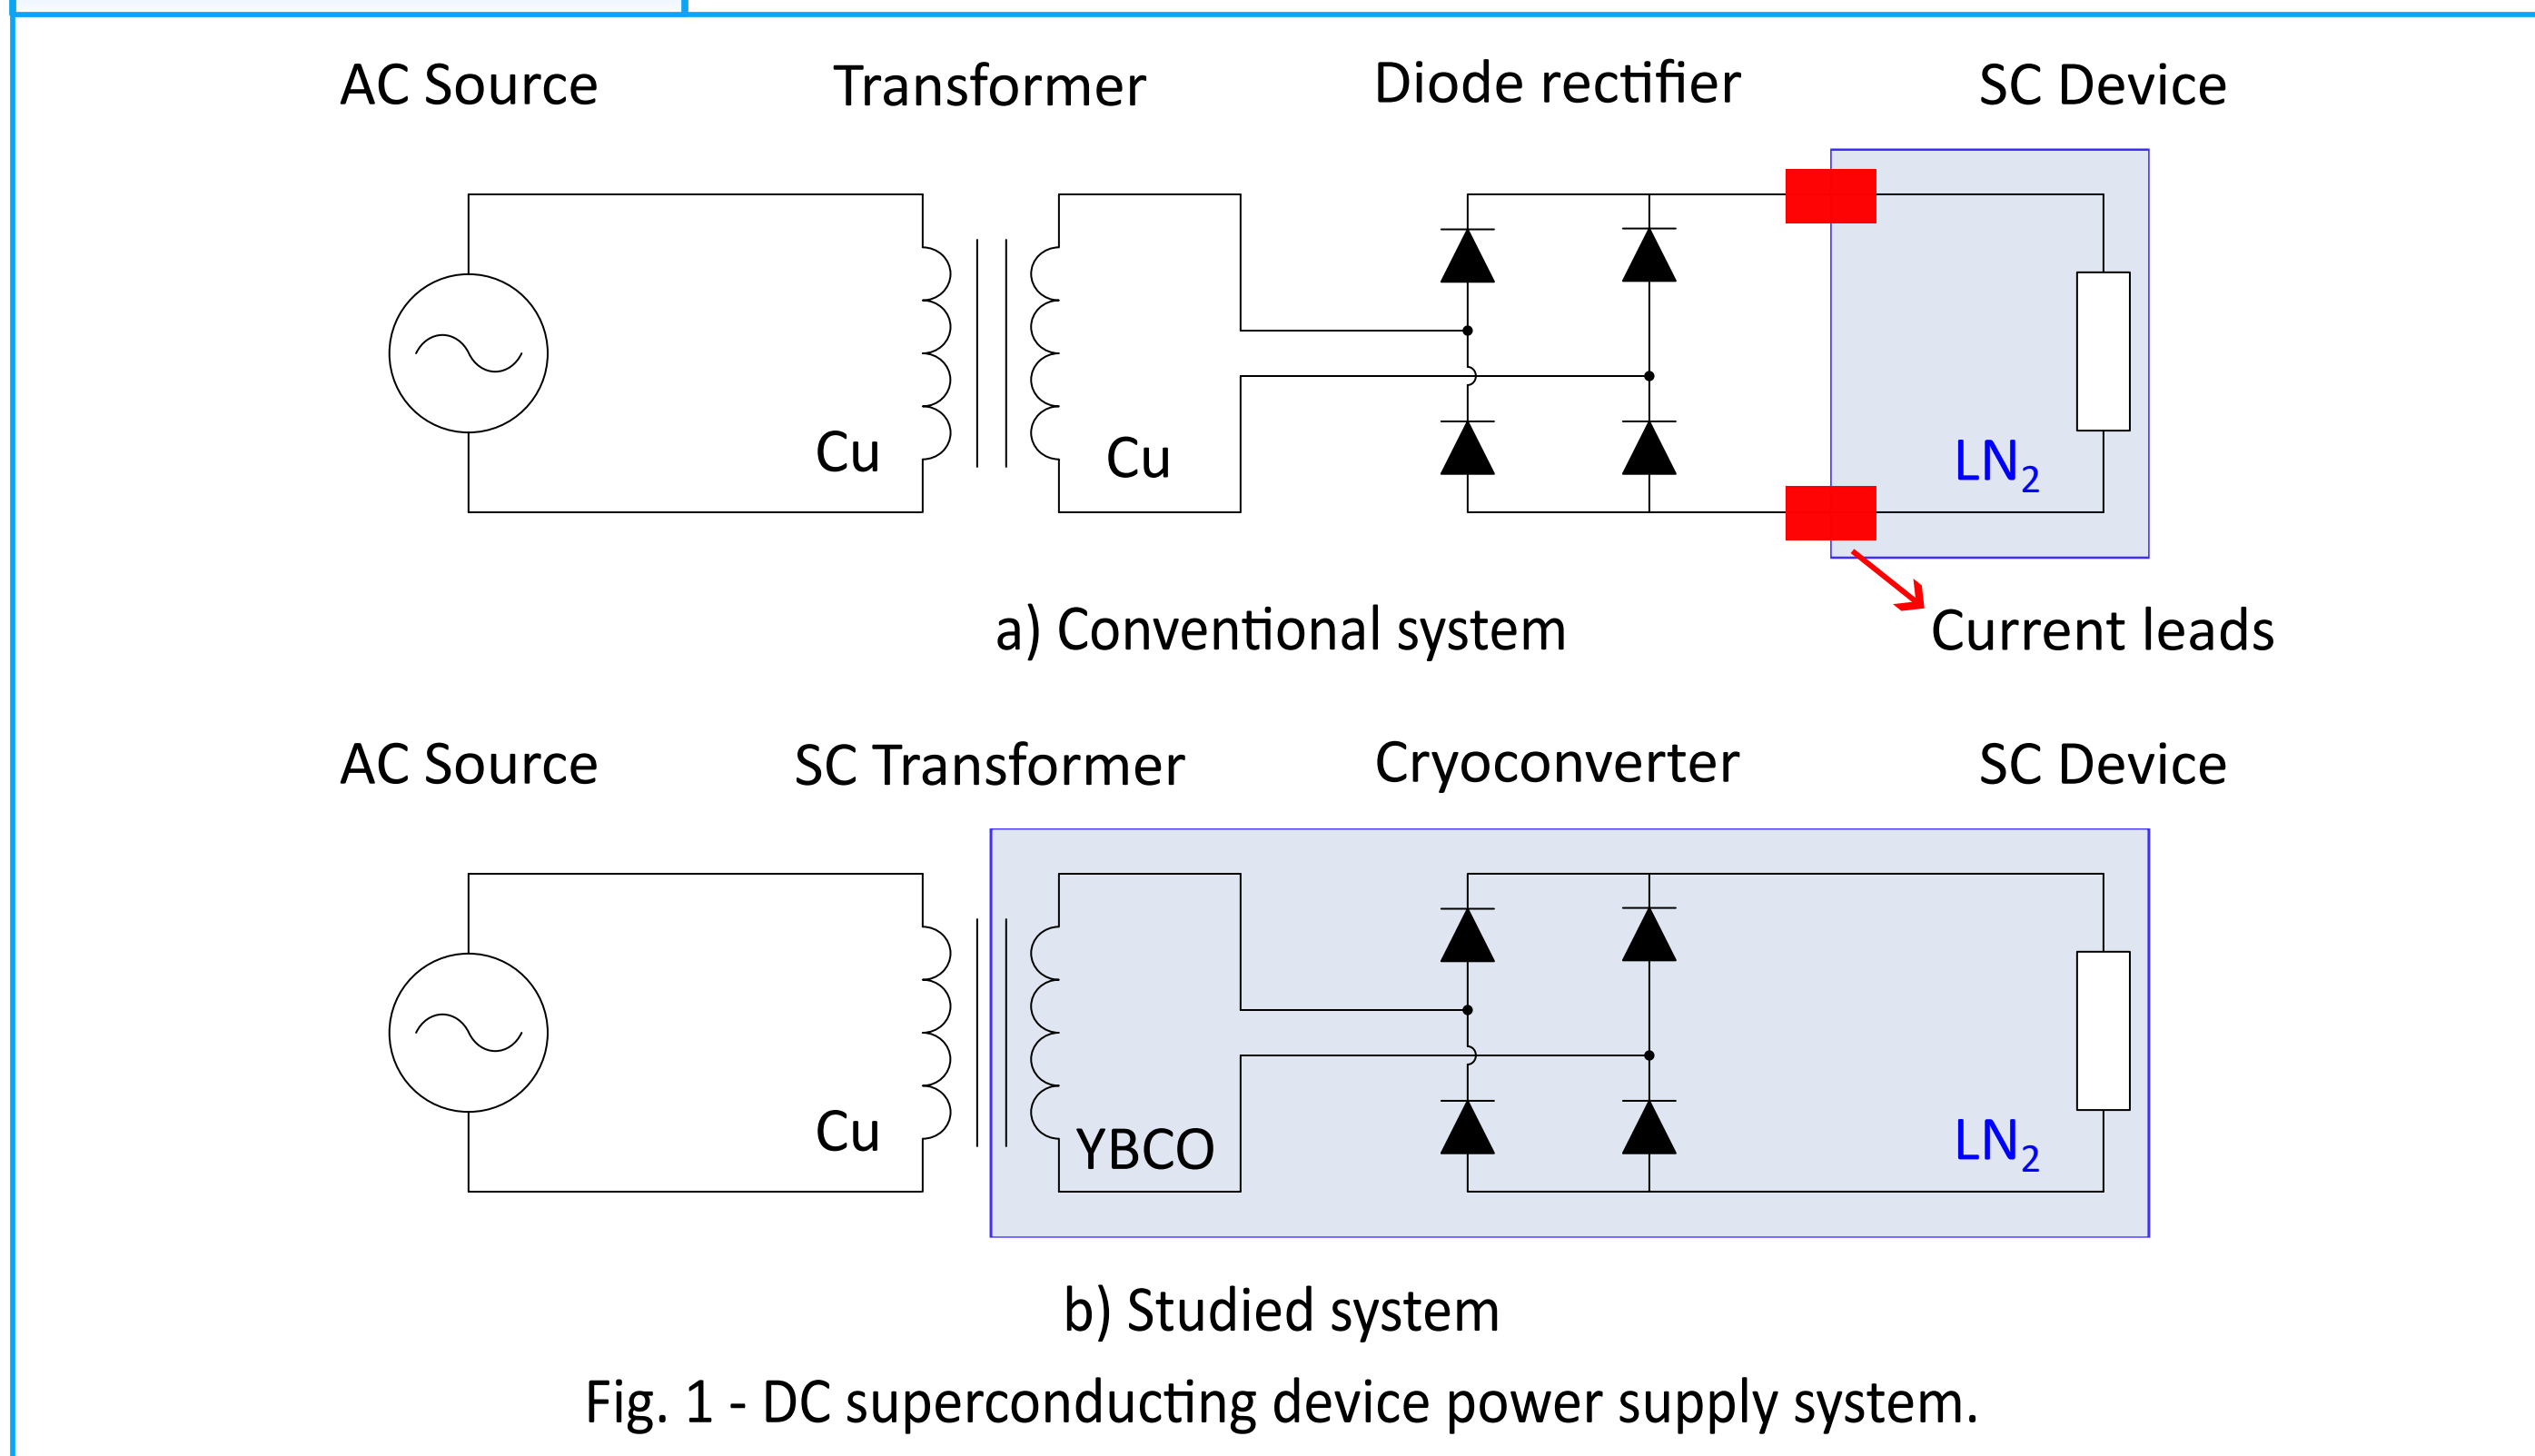 AC Source Transformer Diode rectifier SC Device
Cu Cu LN2
a) Conventional system
Current leads
AC Source SC Transformer Cryoconverter SC Device
Cu YBCO LN2
b) Studied system
Fig. 1 - DC superconducting device power supply system.